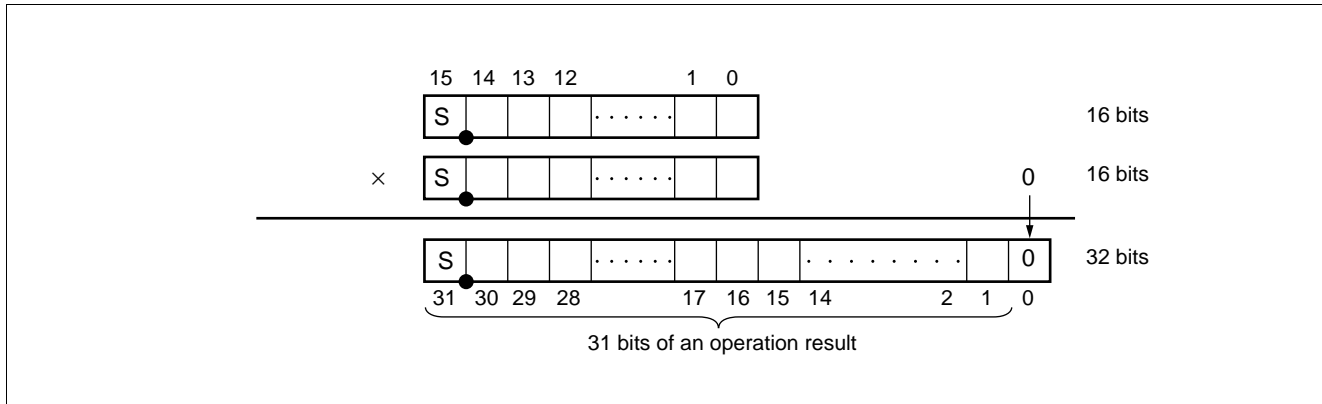 15 14 13 12 1 0
S · · · · · · 16 bits
× S · · · · · · 0 16 bits
S · · · · · · · · · · · · · · 0 32 bits
31 30 29 28 17 16 15 14 2 1 0
31 bits of an operation result